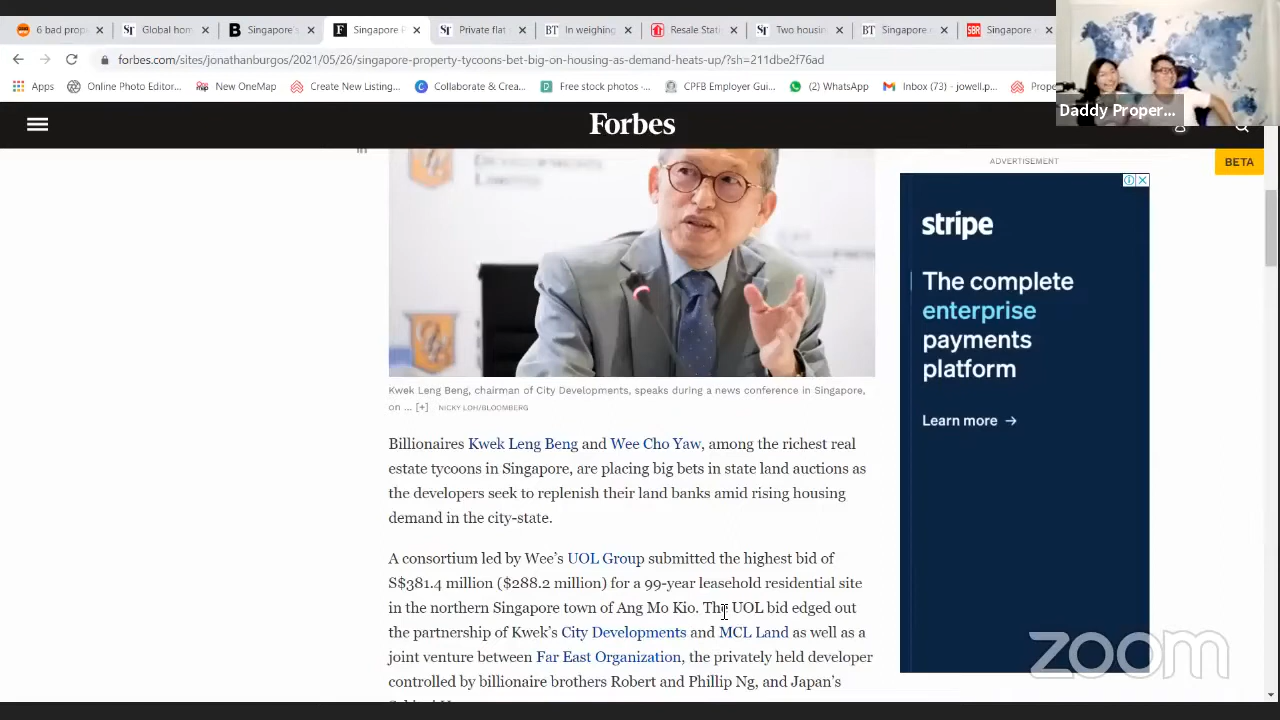 6 bad prop
Global hom
Singapore's
Singapore P
Private flat
In weighing
Resale Stati
Two housin
Singapore n
Singapore
forbes.com/sites/jonathanburgos/2021/05/26/singapore-property-tycoons-bet-big-on-housing-as-demand-heats-up/?sh=211dbe2f76ad
Apps
Online Photo Editor...
New OneMap
Create New Listing...
Collaborate & Crea...
Free stock photos ·...
CPFB Employer Gui...
(2) WhatsApp
Inbox (73) - jowell.p...
Prope
Daddy Proper...
Forbes
in
ADVERTISEMENT
BETA
stripe
The complete
enterprise
payments
platform
Learn more →
Kwek Leng Beng, chairman of City Developments, speaks during a news conference in Singapore,
on ... [+] NICKY LOH/BLOOMBERG
Billionaires Kwek Leng Beng and Wee Cho Yaw, among the richest real
estate tycoons in Singapore, are placing big bets in state land auctions as
the developers seek to replenish their land banks amid rising housing
demand in the city-state.
A consortium led by Wee's UOL Group submitted the highest bid of
S$381.4 million ($288.2 million) for a 99-year leasehold residential site
in the northern Singapore town of Ang Mo Kio. The UOL bid edged out
the partnership of Kwek's City Developments and MCL Land as well as a
joint venture between Far East Organization, the privately held developer
controlled by billionaire brothers Robert and Phillip Ng, and Japan's
zoom